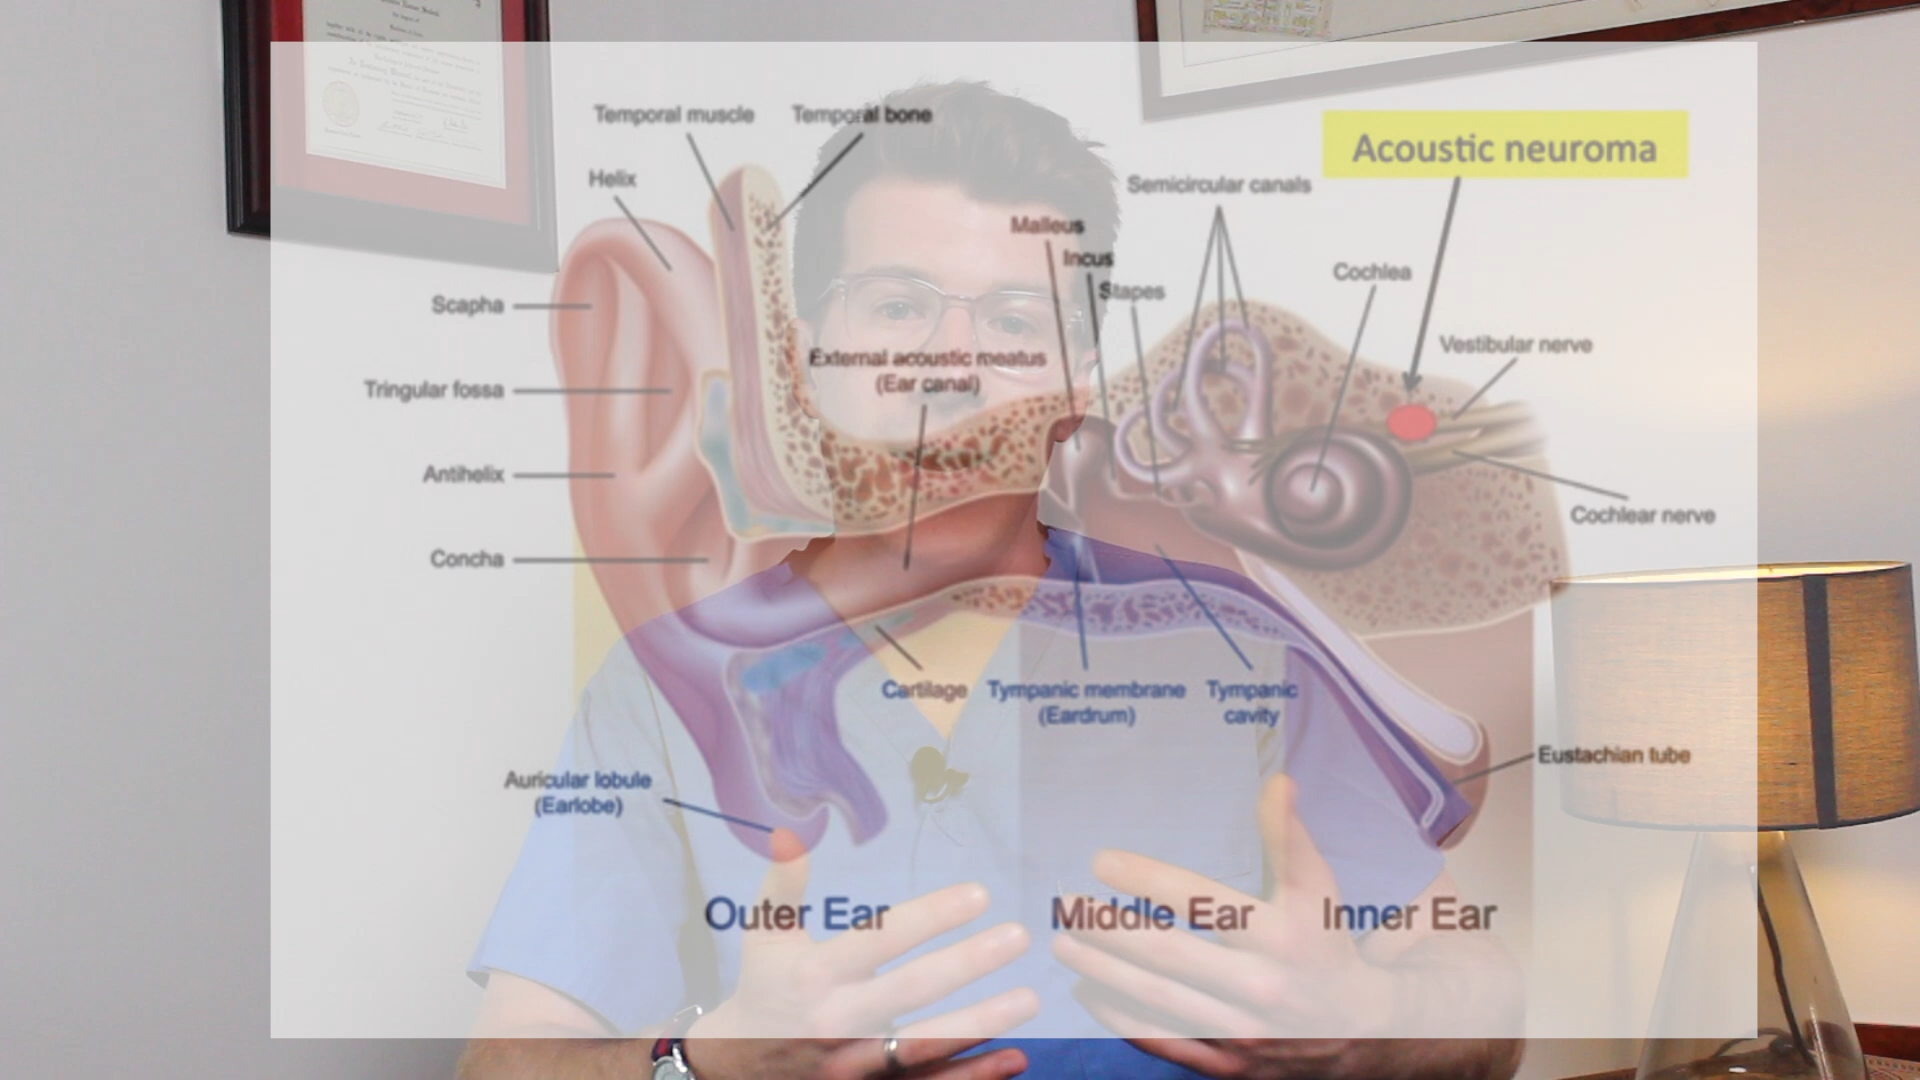 Temporal muscle
Temporal bone
Acoustic neuroma
Helix
Semicircular canals
Malleus
Incus
Stapes
Cochlea
Scapha
Vestibular nerve
External acoustic meatus
(Ear canal)
Tringular fossa
Antihelix
Cochlear nerve
Concha
Cartilage
Tympanic membrane
(Eardrum)
Tympanic
cavity
Eustachian tube
Auricular lobule
(Earlobe)
Outer Ear
Middle Ear
Inner Ear